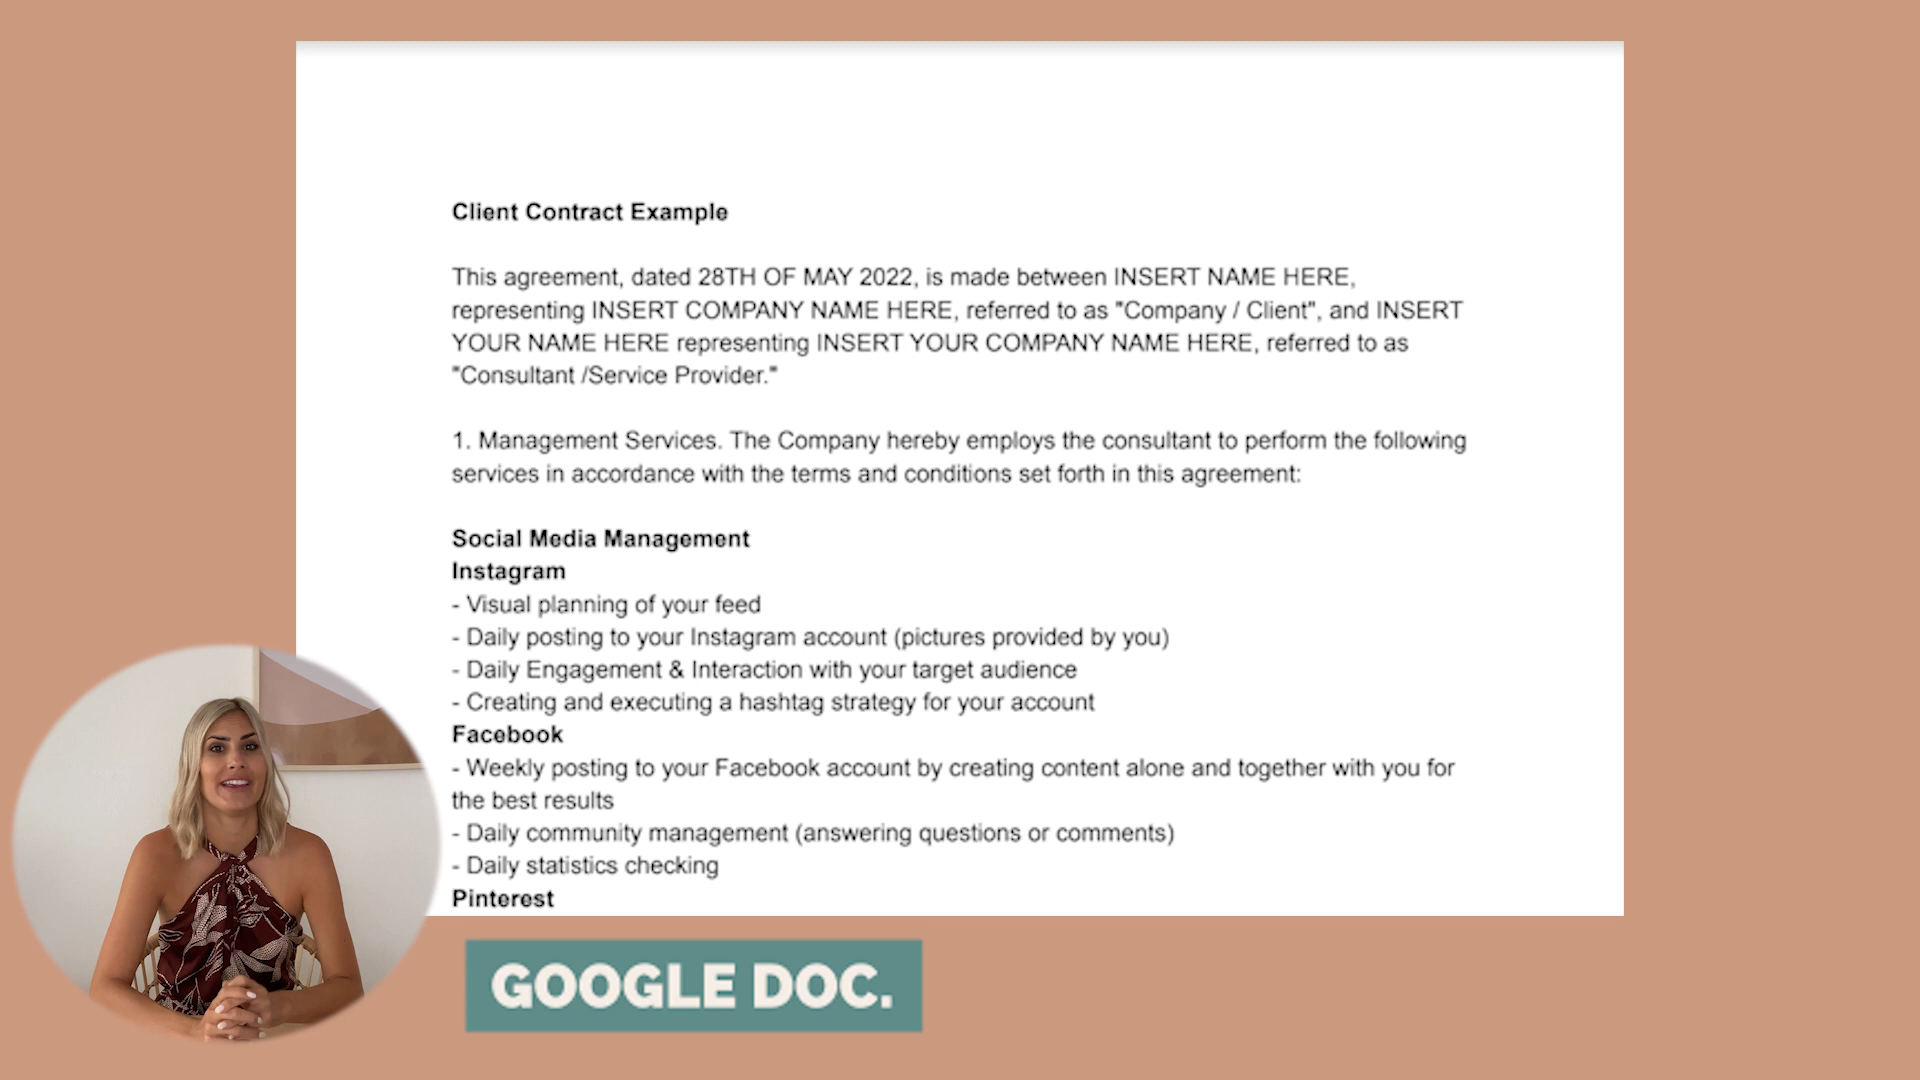 Client Contract Example
This agreement, dated 28TH OF MAY 2022, is made between INSERT NAME HERE,
representing INSERT COMPANY NAME HERE, referred to as "Company / Client", and INSERT
YOUR NAME HERE representing INSERT YOUR COMPANY NAME HERE, referred to as
"Consultant /Service Provider."
1. Management Services. The Company hereby employs the consultant to perform the following
services in accordance with the terms and conditions set forth in this agreement:
Social Media Management
Instagram
- Visual planning of your feed
- Daily posting to your Instagram account (pictures provided by you)
- Daily Engagement & Interaction with your target audience
- Creating and executing a hashtag strategy for your account
Facebook
- Weekly posting to your Facebook account by creating content alone and together with you for
the best results
- Daily community management (answering questions or comments)
- Daily statistics checking
Pinterest
GOOGLE DOC.